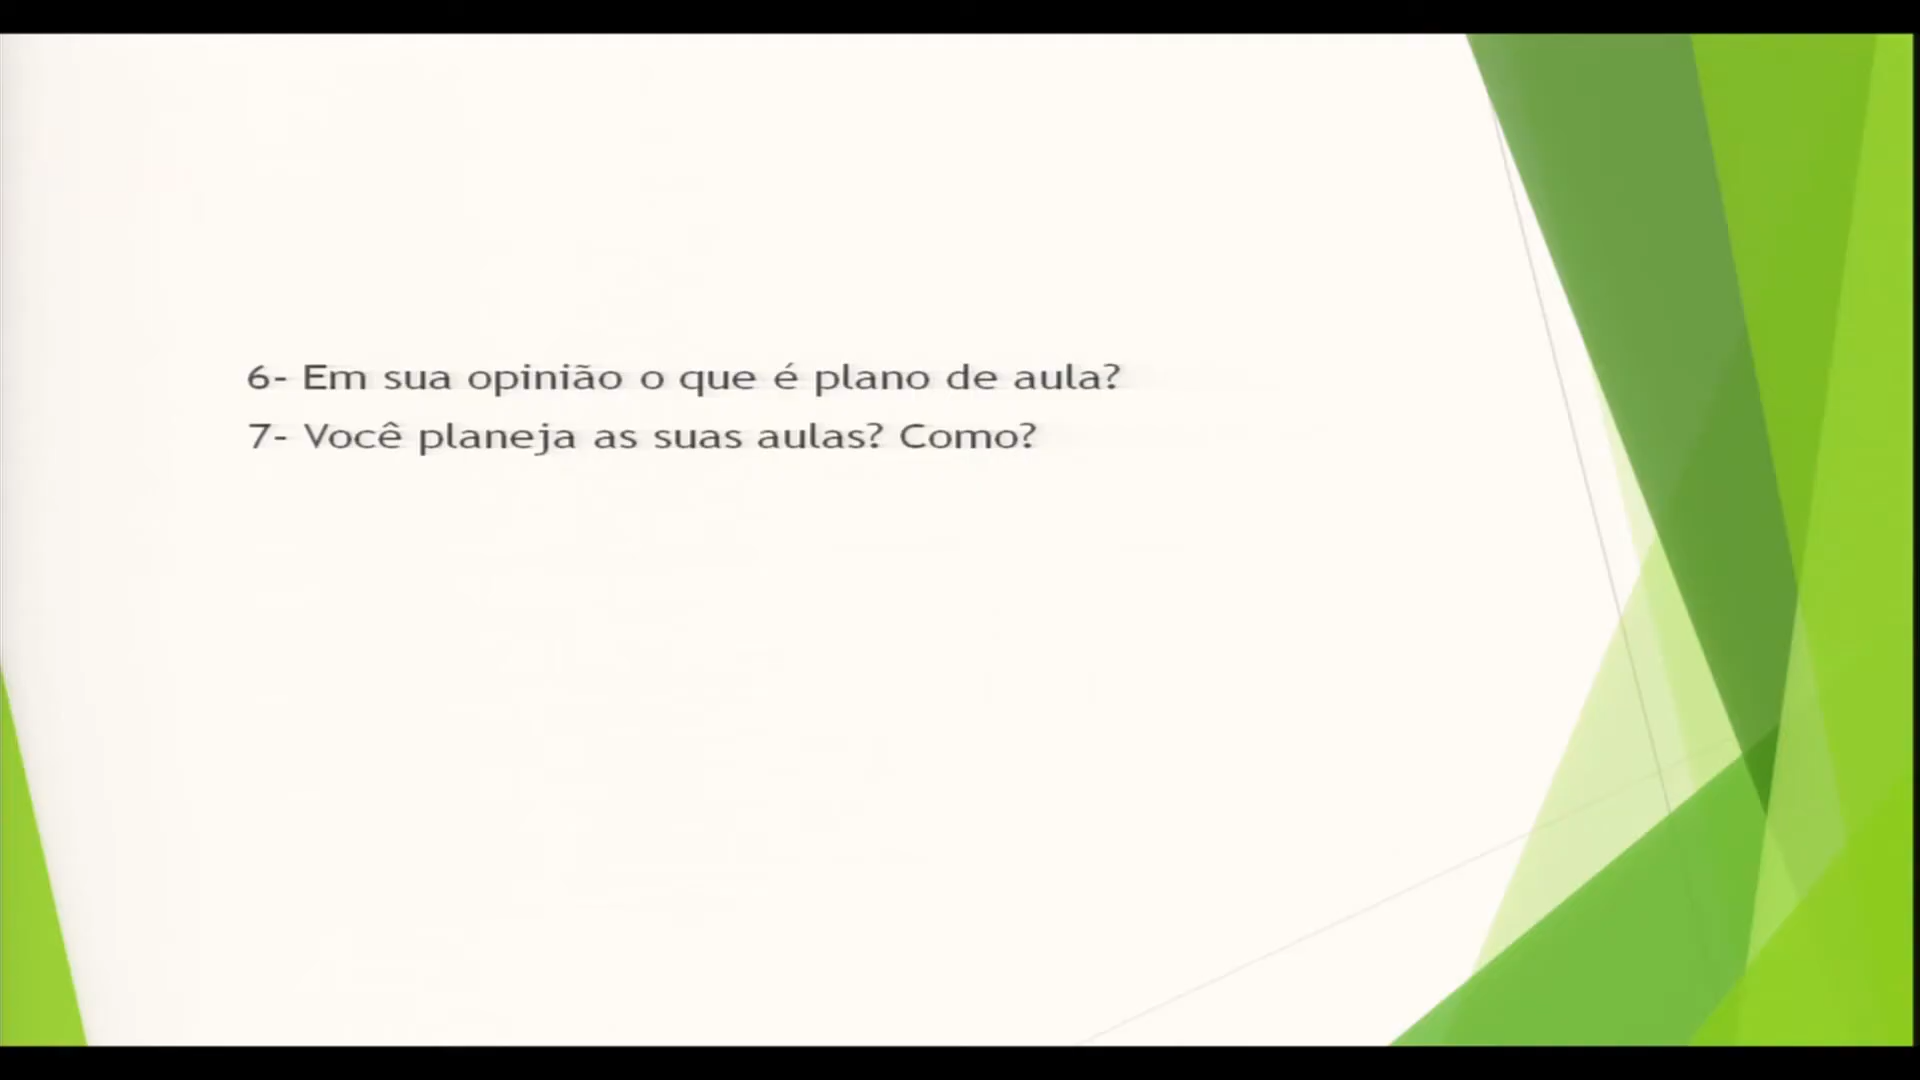 6- Em sua opinião o que é plano de aula?
7- Você planeja as suas aulas? Como?